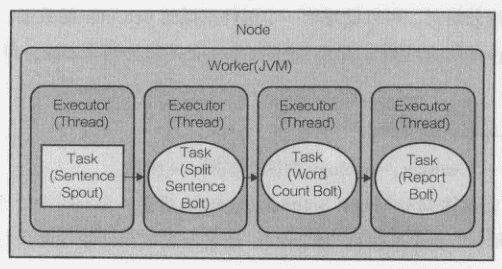 Node
Worker(JVM)
Executor
(Thread)
Executor
(Thread)
Executor
(Thread)
Executor
(Thread)
Task
(Sentence
Spout)
Task
(Split
Sentence
Bolt)
Task
(Word
Count Bolt)
Task
(Report
Bolt)